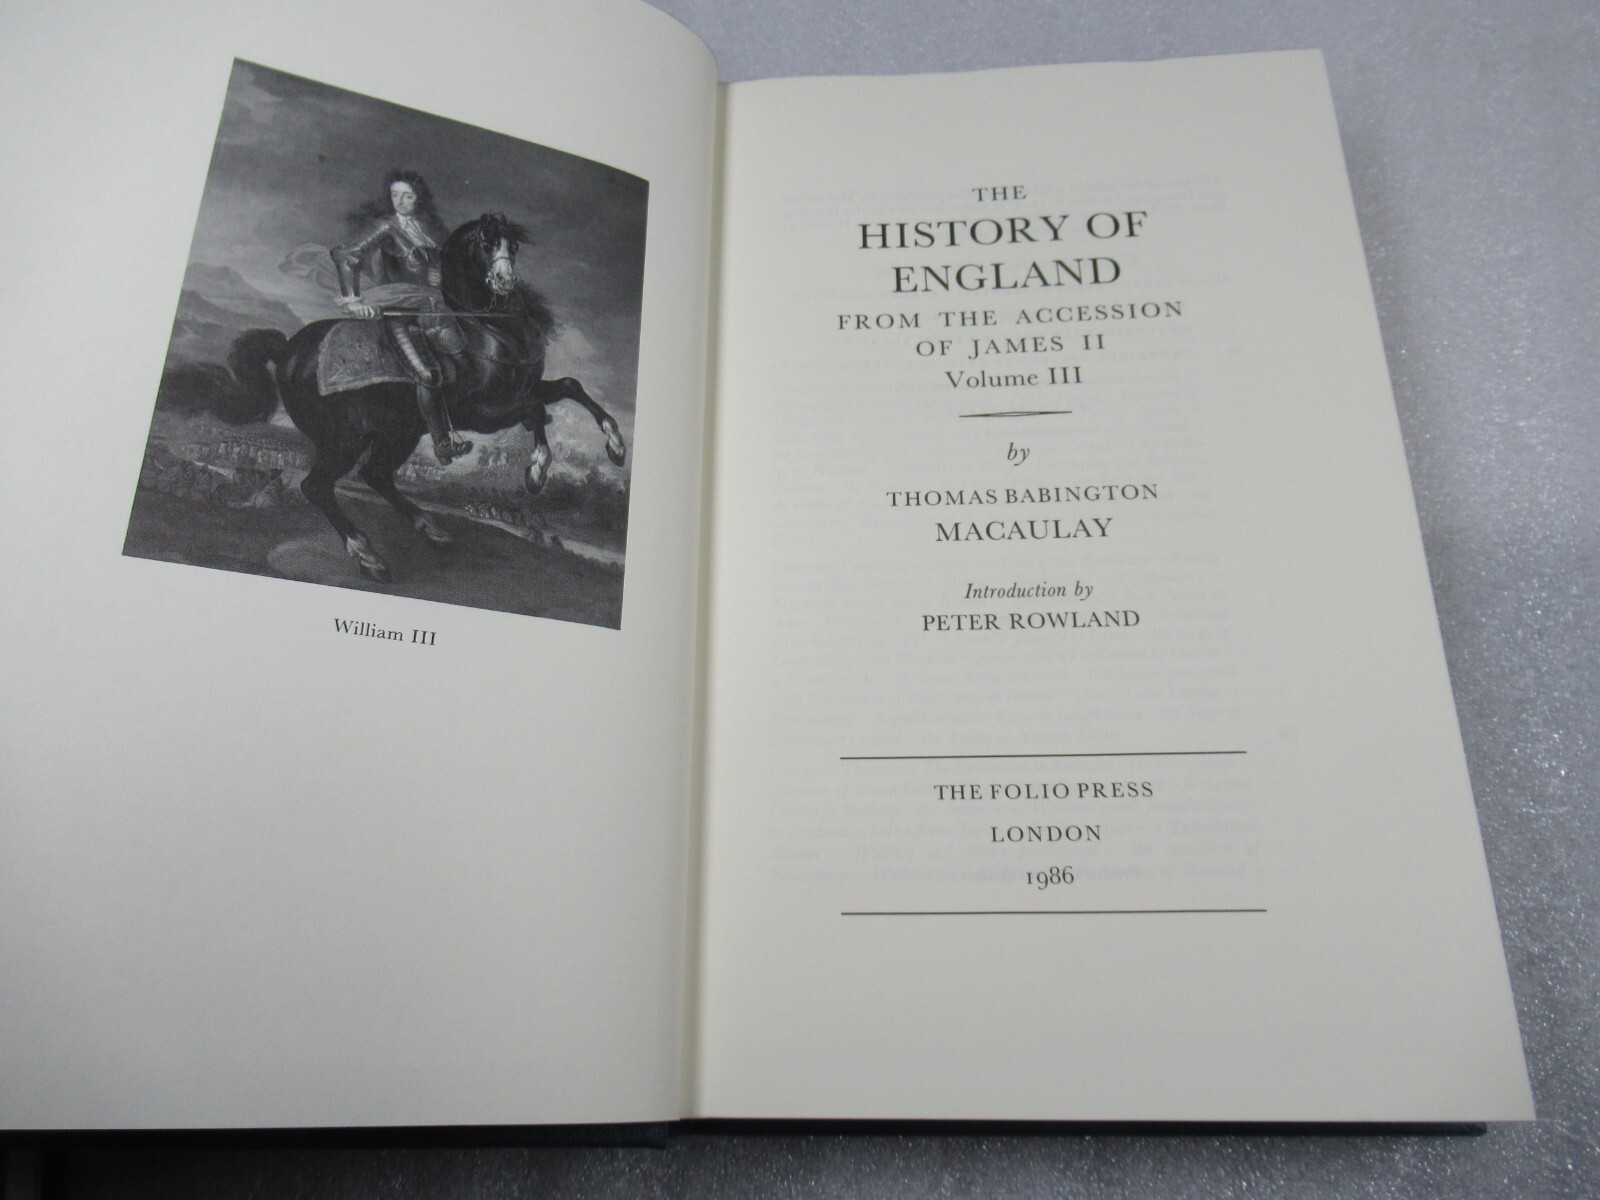 William III
THE
HISTORY OF
ENGLAND
FROM THE ACCESSION
OF JAMES II
Volume III
by
THOMAS BABINGTON
MACAULAY
Introduction by
PETER ROWLAND
THE FOLIO PRESS
LONDON
1986